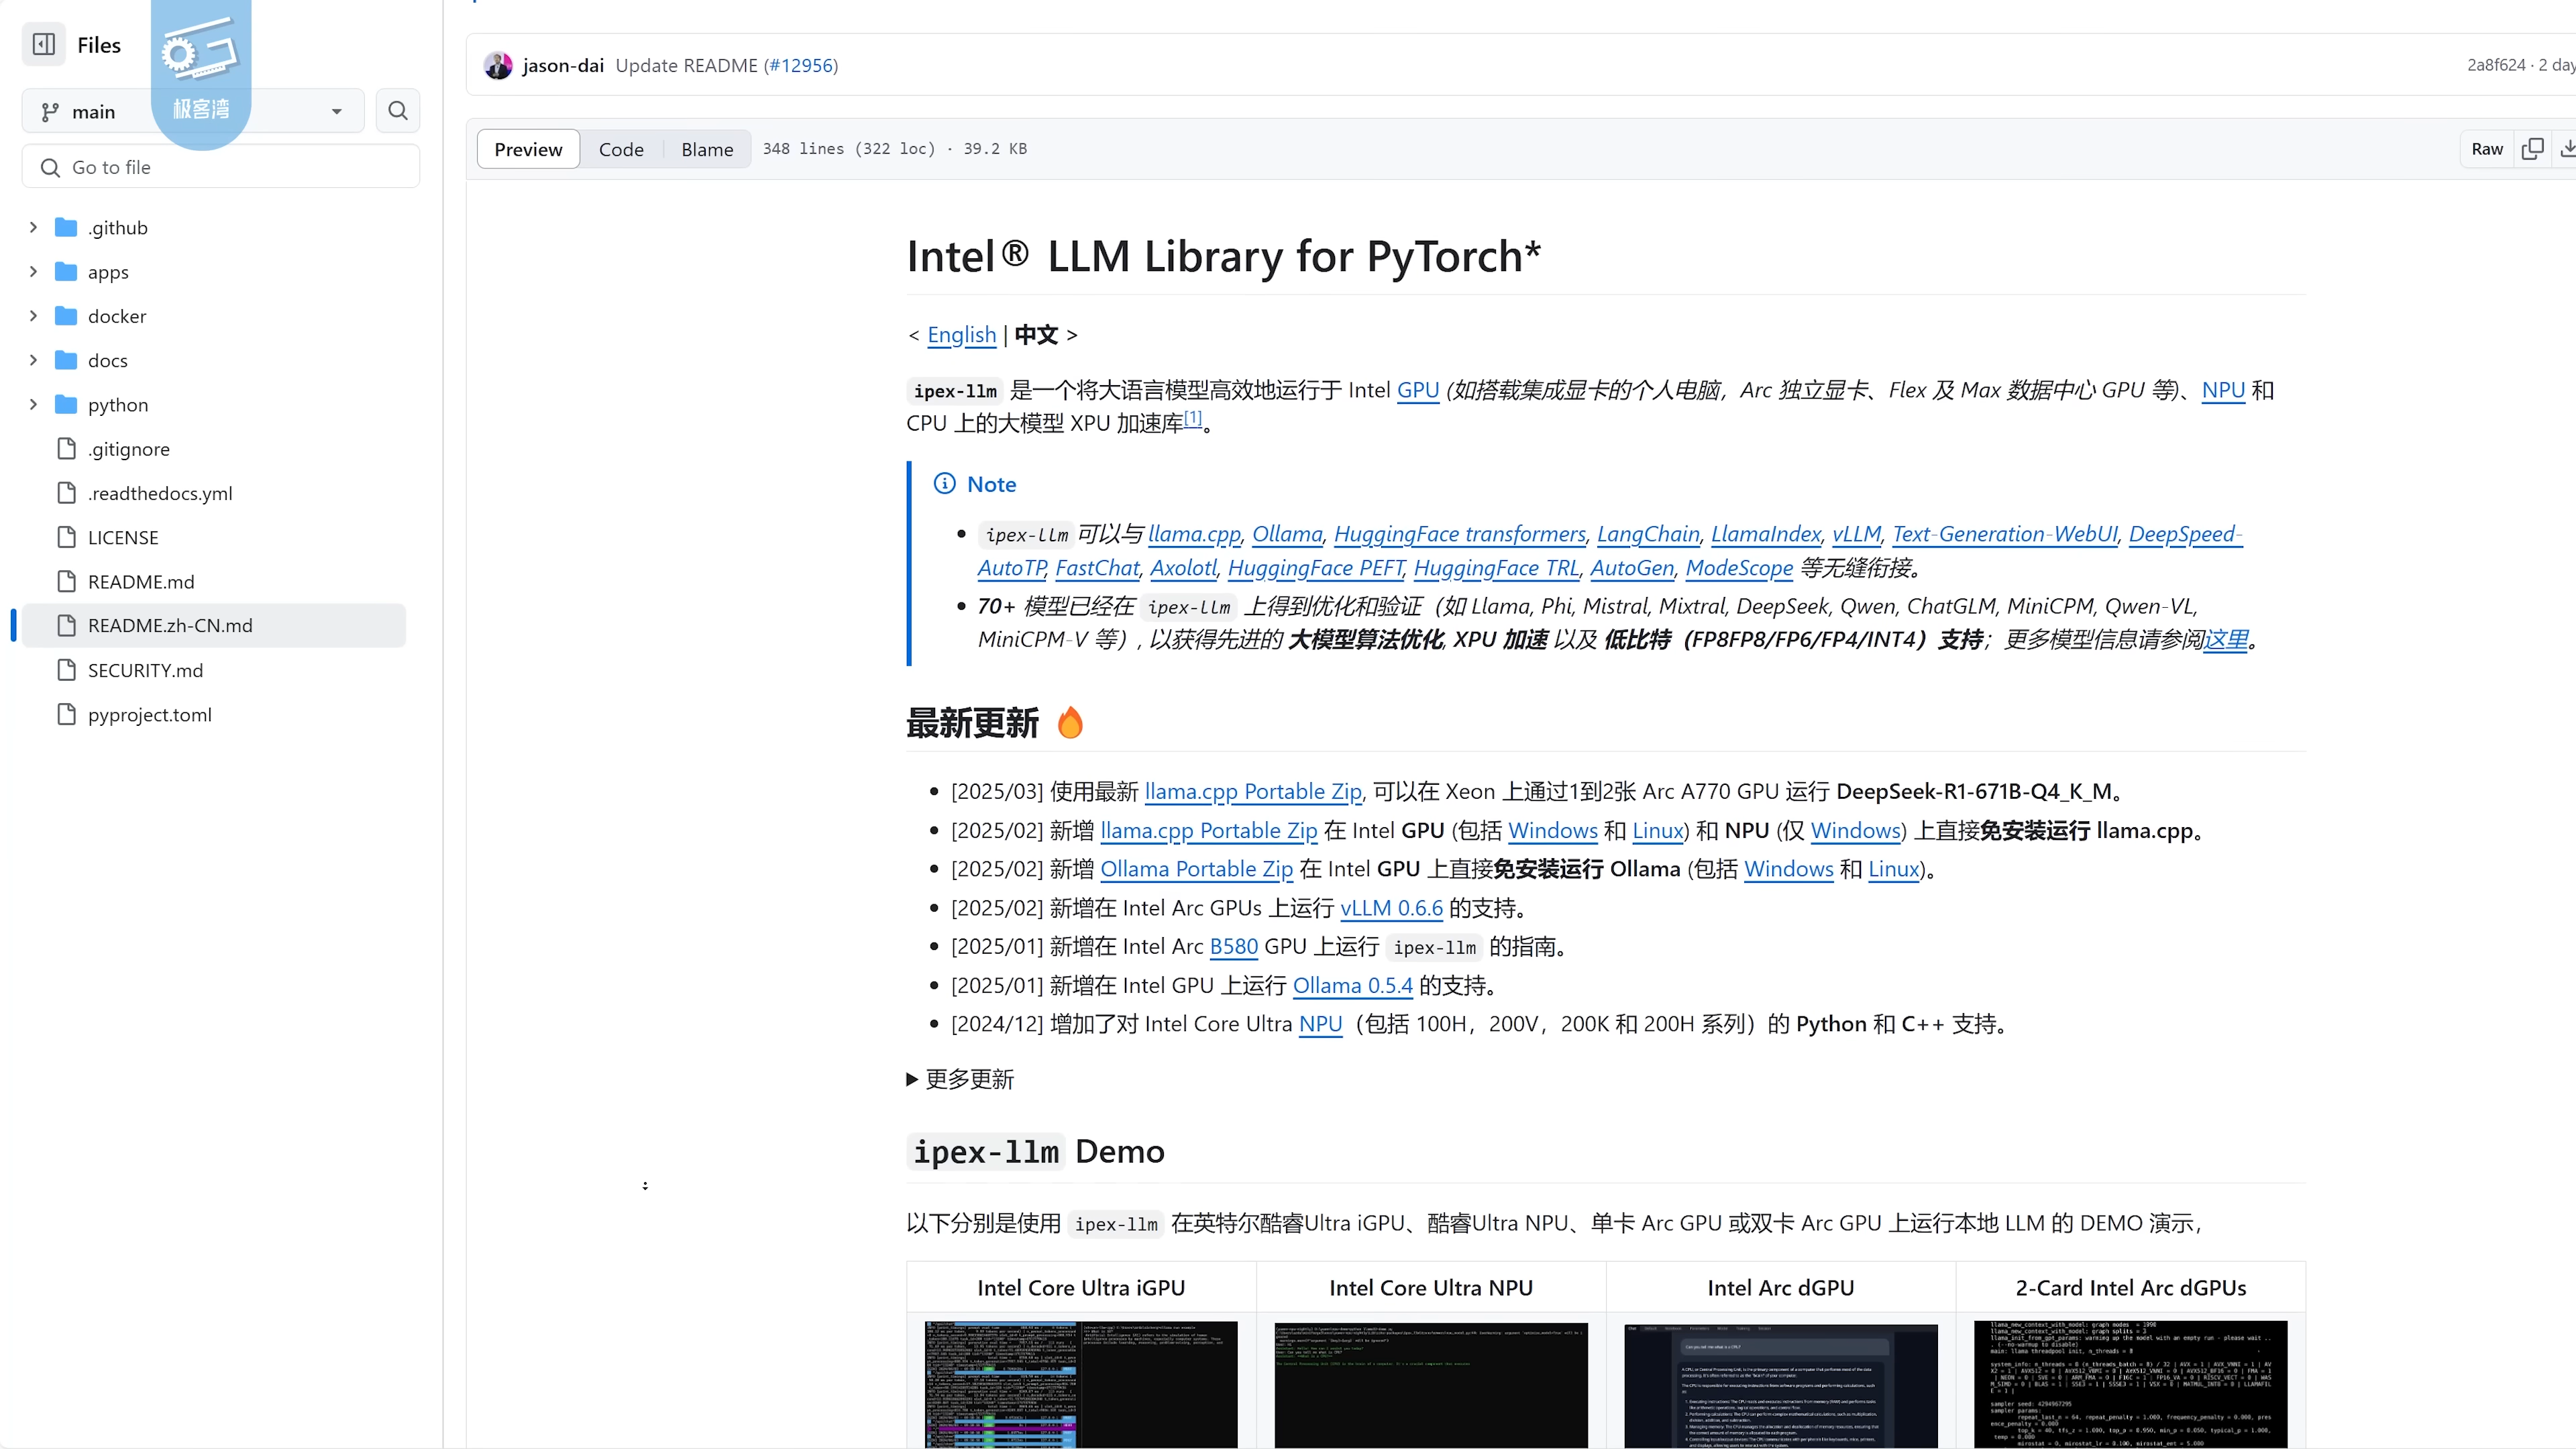 Files
极客湾
main
Go to file
.github
apps
docker
docs
python
.gitignore
.readthedocs.yml
LICENSE
README.md
README.zh-CN.md
SECURITY.md
pyproject.toml
jason-dai Update README (#12956)
2a8f624 · 2 day
Preview Code Blame 348 lines (322 loc) · 39.2 KB
Raw
Intel® LLM Library for PyTorch*
< English | 中文 >
ipex-llm 是一个将大语言模型高效地运行于 Intel GPU (如搭载集成显卡的个人电脑，Arc 独立显卡、Flex 及 Max 数据中心 GPU 等)、NPU 和
CPU 上的大模型 XPU 加速库[1]。
Note
• ipex-llm 可以与 llama.cpp, Ollama, HuggingFace transformers, LangChain, LlamaIndex, vLLM, Text-Generation-WebUI, DeepSpeed-
AutoTP, FastChat, Axolotl, HuggingFace PEFT, HuggingFace TRL, AutoGen, ModeScope 等无缝衔接。
• 70+ 模型已经在 ipex-llm 上得到优化和验证（如 Llama, Phi, Mistral, Mixtral, DeepSeek, Qwen, ChatGLM, MiniCPM, Qwen-VL,
MiniCPM-V 等）, 以获得先进的 大模型算法优化, XPU 加速 以及 低比特（FP8FP8/FP6/FP4/INT4）支持；更多模型信息请参阅这里。
最新更新 🔥
• [2025/03] 使用最新 llama.cpp Portable Zip, 可以在 Xeon 上通过1到2张 Arc A770 GPU 运行 DeepSeek-R1-671B-Q4_K_M。
• [2025/02] 新增 llama.cpp Portable Zip 在 Intel GPU (包括 Windows 和 Linux) 和 NPU (仅 Windows) 上直接免安装运行 llama.cpp。
• [2025/02] 新增 Ollama Portable Zip 在 Intel GPU 上直接免安装运行 Ollama (包括 Windows 和 Linux)。
• [2025/02] 新增在 Intel Arc GPUs 上运行 vLLM 0.6.6 的支持。
• [2025/01] 新增在 Intel Arc B580 GPU 上运行 ipex-llm 的指南。
• [2025/01] 新增在 Intel GPU 上运行 Ollama 0.5.4 的支持。
• [2024/12] 增加了对 Intel Core Ultra NPU（包括 100H，200V，200K 和 200H 系列）的 Python 和 C++ 支持。
▶ 更多更新
ipex-llm Demo
以下分别是使用 ipex-llm 在英特尔酷睿Ultra iGPU、酷睿Ultra NPU、单卡 Arc GPU 或双卡 Arc GPU 上运行本地 LLM 的 DEMO 演示，
Intel Core Ultra iGPU Intel Core Ultra NPU Intel Arc dGPU 2-Card Intel Arc dGPUs